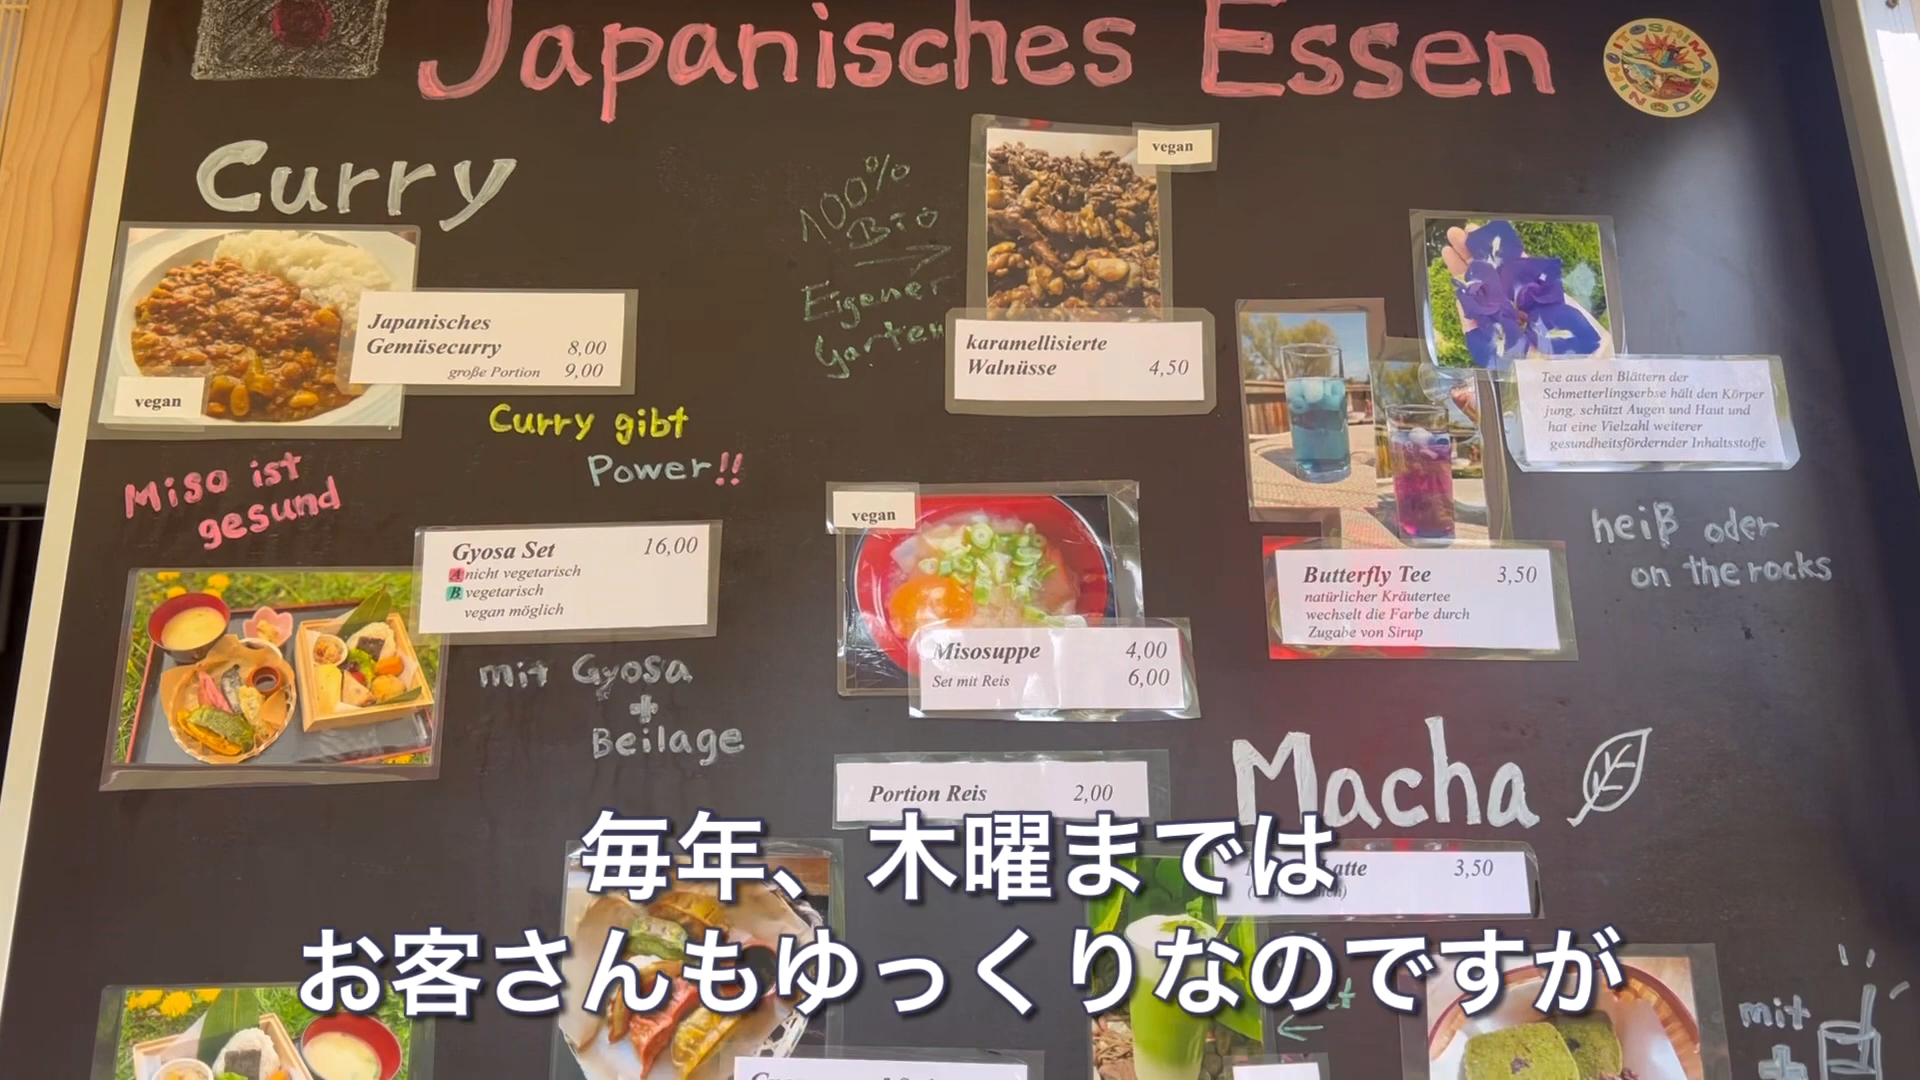 Japanisches Essen
ITOSHIMA
HINODE
Curry
100%
Bio
Eigener
Garten
vegan
karamellisierte
Walnüsse 4,50
Japanisches
Gemüsecurry 8,00
große Portion 9,00
vegan
Curry gibt
Power!!
Tee aus den Blättern der
Schmetterlingserbse hält den Körper
jung, schützt Augen und Haut und
hat eine Vielzahl weiterer
gesundheitsfördernder Inhaltsstoffe
Miso ist
gesund
Gyosa Set 16,00
A nicht vegetarisch
B vegetarisch
vegan möglich
mit Gyosa
+
Beilage
vegan
Misosuppe 4,00
Set mit Reis 6,00
heiß oder
on the rocks
Butterfly Tee 3,50
natürlicher Kräutertee
wechselt die Farbe durch
Zugabe von Sirup
Portion Reis 2,00
Macha
Latte 3,50
毎年、木曜までは
お客さんもゆっくりなのですが
mit
+